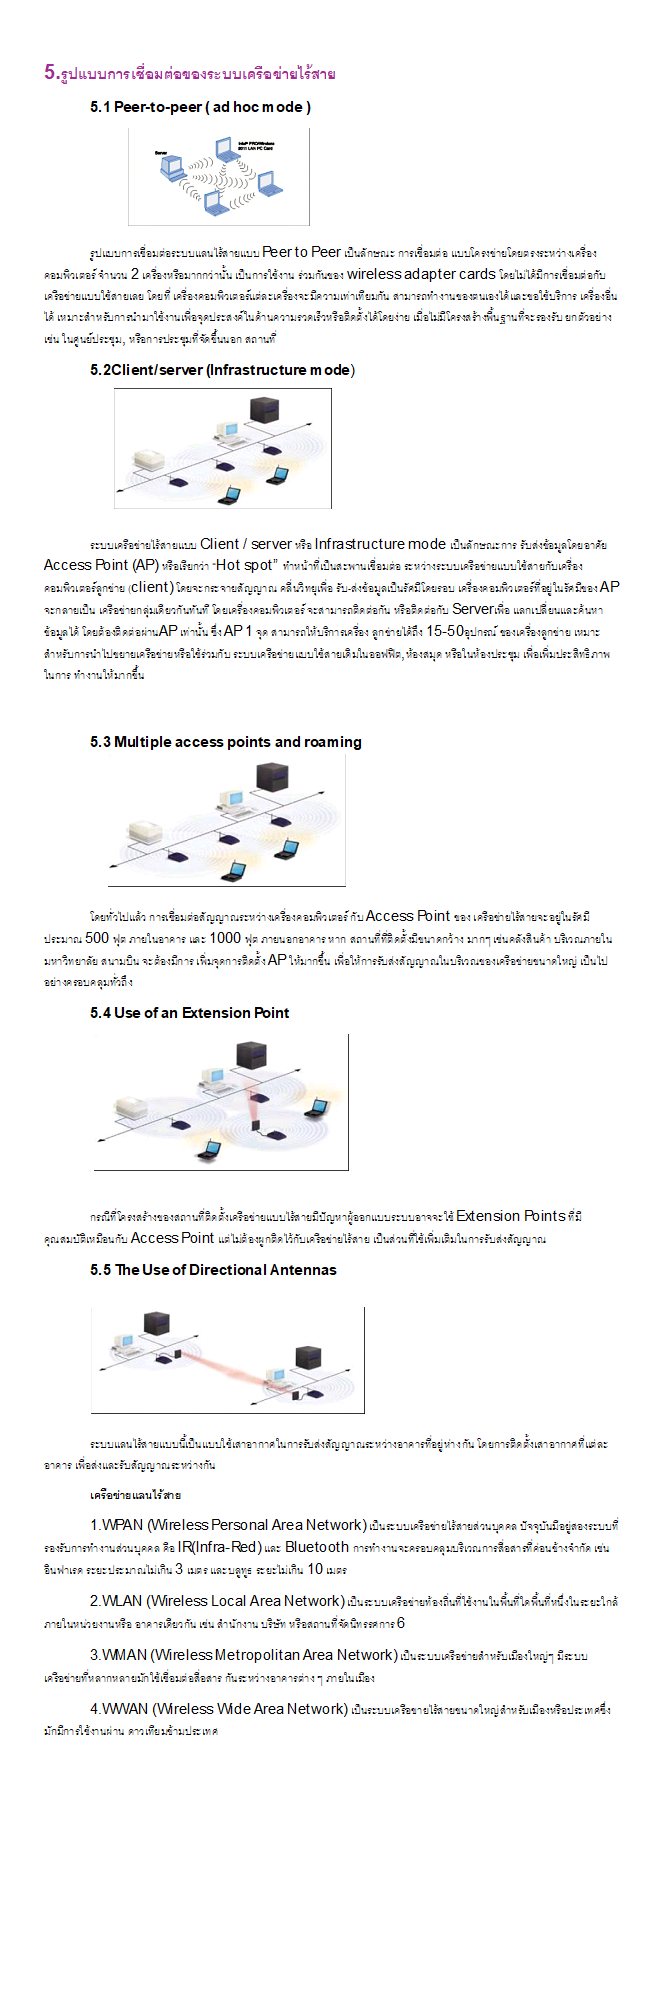 5.รูปแบบการเชื่อมต่อของระบบเครือข่ายไร้สาย
5.1 Peer-to-peer ( ad hoc mode )
Server
Intel® PRO/Wireless
2011 LAN PC Card
รูปแบบการเชื่อมต่อระบบแลนไร้สายแบบ Peer to Peer เป็นลักษณะ การเชื่อมต่อ แบบโครงข่ายโดยตรงระหว่างเครื่อง
คอมพิวเตอร์ จำนวน 2 เครื่องหรือมากกว่านั้น เป็นการใช้งาน ร่วมกันของ wireless adapter cards โดยไม่ได้มีการเชื่อมต่อกับ
เครือข่ายแบบใช้สายเลย โดยที่ เครื่องคอมพิวเตอร์แต่ละเครื่องจะมีความเท่าเทียมกัน สามารถทำงานของตนเองได้และขอใช้บริการ เครื่องอื่น
ได้ เหมาะสำหรับการนำมาใช้งานเพื่อจุดประสงค์ในด้านความรวดเร็วหรือติดตั้งได้โดยง่าย เมื่อไม่มีโครงสร้างพื้นฐานที่จะรองรับ ยกตัวอย่าง
เช่น ในศูนย์ประชุม, หรือการประชุมที่จัดขึ้นนอก สถานที่
5.2Client/server (Infrastructure mode)
ระบบเครือข่ายไร้สายแบบ Client / server หรือ Infrastructure mode เป็นลักษณะการ รับส่งข้อมูลโดยอาศัย
Access Point (AP) หรือเรียกว่า “Hot spot” ทำหน้าที่เป็นสะพานเชื่อมต่อ ระหว่างระบบเครือข่ายแบบใช้สายกับเครื่อง
คอมพิวเตอร์ลูกข่าย (client) โดยจะกระจายสัญญาณ คลื่นวิทยุเพื่อ รับ-ส่งข้อมูลเป็นรัศมีโดยรอบ เครื่องคอมพิวเตอร์ที่อยู่ในรัศมีของ AP
จะกลายเป็น เครือข่ายกลุ่มเดียวกันทันที โดยเครื่องคอมพิวเตอร์ จะสามารถติดต่อกัน หรือติดต่อกับ Serverเพื่อ แลกเปลี่ยนและค้นหา
ข้อมูลได้ โดยต้องติดต่อผ่านAP เท่านั้น ซึ่ง AP 1 จุด สามารถให้บริการเครื่อง ลูกข่ายได้ถึง 15-50อุปกรณ์ ของเครื่องลูกข่าย เหมาะ
สำหรับการนำไปขยายเครือข่ายหรือใช้ร่วมกับ ระบบเครือข่ายแบบใช้สายเดิมในออฟฟิต, ห้องสมุด หรือในห้องประชุม เพื่อเพิ่มประสิทธิภาพ
ในการ ทำงานให้มากขึ้น
5.3 Multiple access points and roaming
โดยทั่วไปแล้ว การเชื่อมต่อสัญญาณระหว่างเครื่องคอมพิวเตอร์ กับ Access Point ของ เครือข่ายไร้สายจะอยู่ในรัศมี
ประมาณ 500 ฟุต ภายในอาคาร และ 1000 ฟุต ภายนอกอาคาร หาก สถานที่ที่ติดตั้งมีขนาดกว้าง มากๆ เช่นคลังสินค้า บริเวณภายใน
มหาวิทยาลัย สนามบิน จะต้องมีการ เพิ่มจุดการติดตั้ง AP ให้มากขึ้น เพื่อให้การรับส่งสัญญาณในบริเวณของเครือข่ายขนาดใหญ่ เป็นไป
อย่างครอบคลุมทั่วถึง
5.4 Use of an Extension Point
กรณีที่โครงสร้างของสถานที่ติดตั้งเครือข่ายแบบไร้สายมีปัญหาผู้ออกแบบระบบอาจจะใช้ Extension Points ที่มี
คุณสมบัติเหมือนกับ Access Point แต่ไม่ต้องผูกติดไว้กับเครือข่ายไร้สาย เป็นส่วนที่ใช้เพิ่มเติมในการรับส่งสัญญาณ
5.5 The Use of Directional Antennas
ระบบแลนไร้สายแบบนี้เป็นแบบใช้เสาอากาศในการรับส่งสัญญาณระหว่างอาคารที่อยู่ห่างกัน โดยการติดตั้งเสาอากาศที่แต่ละ
อาคาร เพื่อส่งและรับสัญญาณระหว่างกัน
เครือข่ายแลนไร้สาย
1.WPAN (Wireless Personal Area Network) เป็นระบบเครือข่ายไร้สายส่วนบุคคล ปัจจุบันมีอยู่สองระบบที่
รองรับการทำงานส่วนบุคคล คือ IR(Infra-Red) และ Bluetooth การทำงานจะครอบคลุมบริเวณการสื่อสารที่ค่อนข้างจำกัด เช่น
อินฟาเรด ระยะประมาณไม่เกิน 3 เมตร และบลูทูธ ระยะไม่เกิน 10 เมตร
2.WLAN (Wireless Local Area Network) เป็นระบบเครือข่ายท้องถิ่นที่ใช้งานในพื้นที่ใดพื้นที่หนึ่งในระยะใกล้
ภายในหน่วยงานหรือ อาคารเดียวกัน เช่น สำนักงาน บริษัท หรือสถานที่จัดนิทรรศการ 6
3.WMAN (Wireless Metropolitan Area Network) เป็นระบบเครือข่ายสำหรับเมืองใหญ่ๆ มีระบบ
เครือข่ายที่หลากหลายมักใช้เชื่อมต่อสื่อสาร กันระหว่างอาคารต่าง ๆ ภายในเมือง
4.WWAN (Wireless Wide Area Network) เป็นระบบเครือขายไร้สายขนาดใหญ่สำหรับเมืองหรือประเทศซึ่ง
มักมีการใช้งานผ่าน ดาวเทียมข้ามประเทศ